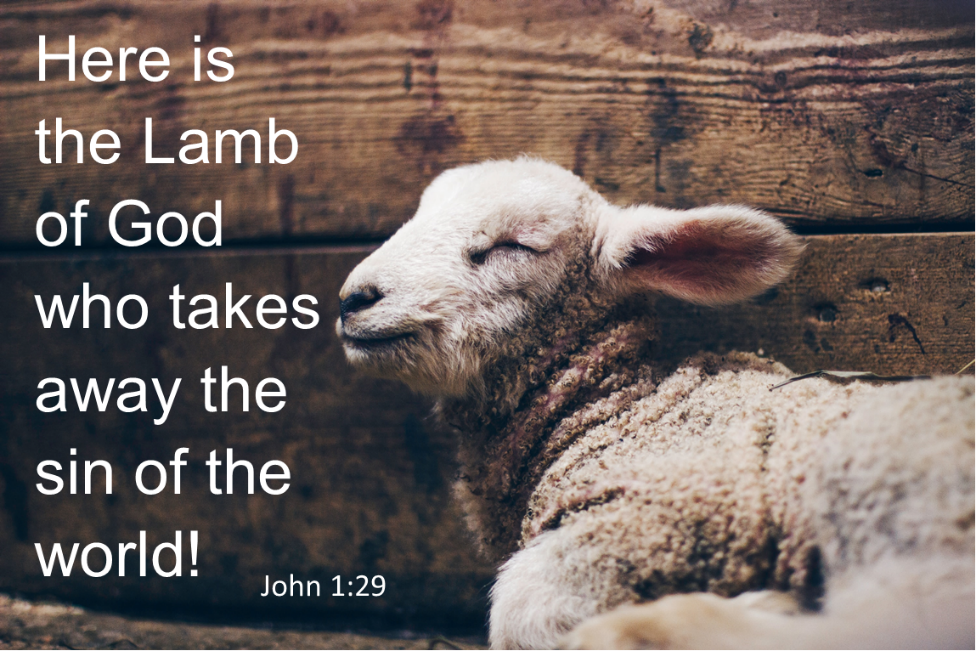 Here is
the Lamb
of God
who takes
away the
sin of the
world!
John 1:29